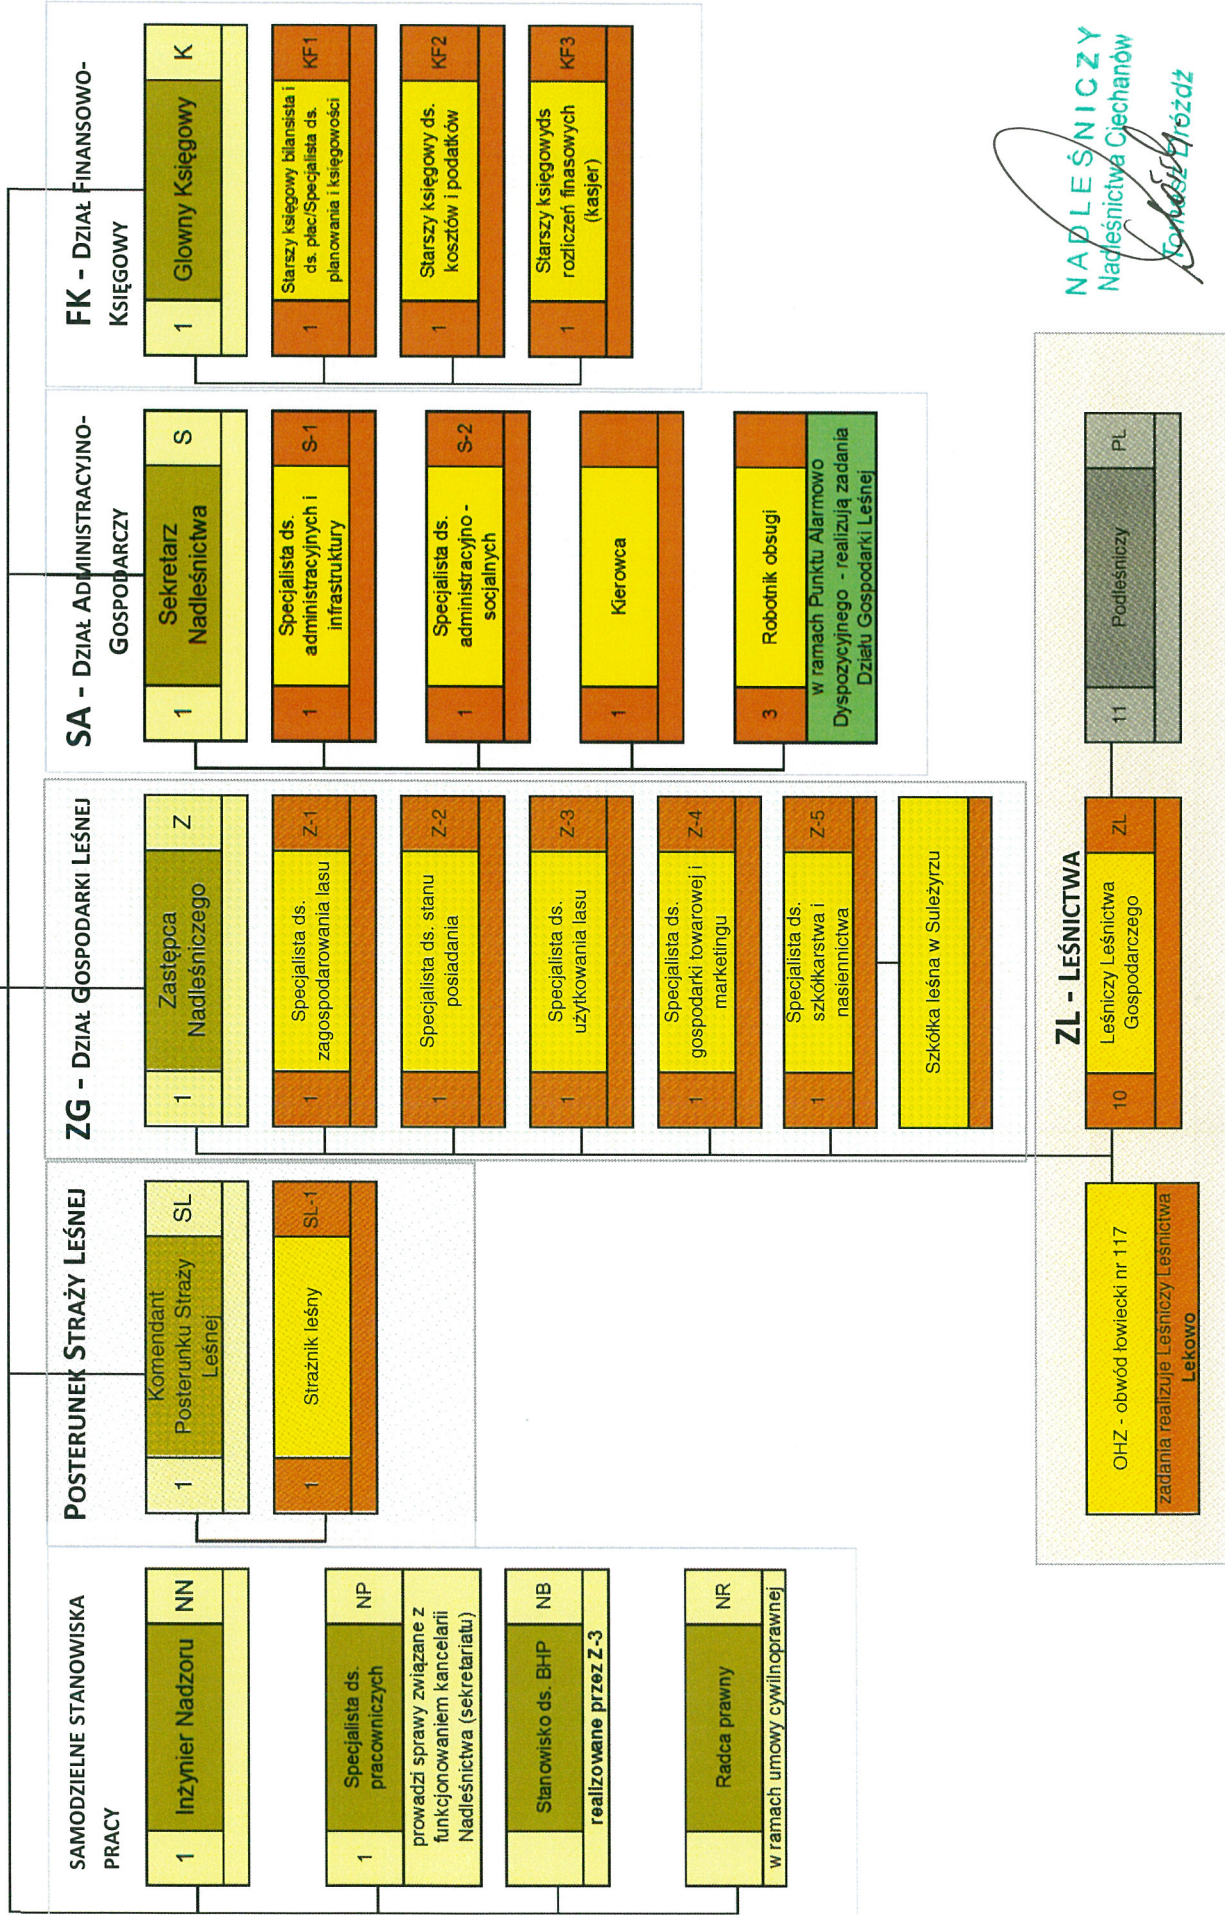 SAMODZIELNE STANOWISKA
PRACY
1
Inżynier Nadzoru
NN
1
Specjalista ds.
pracowniczych
NP
prowadzi sprawy związane z
funkcjonowaniem kancelarii
Nadleśnictwa (sekretariatu)
Stanowisko ds. BHP
NB
realizowane przez Z-3
Radca prawny
NR
w ramach umowy cywilnoprawnej
POSTERUNEK STRAŻY LEŚNEJ
1
Komendant
Posterunku Straży
Leśnej
SL
1
Strażnik leśny
SL-1
ZG - DZIAŁ GOSPODARKI LEŚNEJ
1
Zastępca
Nadleśniczego
Z
1
Specjalista ds.
zagospodarowania lasu
Z-1
1
Specjalista ds. stanu
posiadania
Z-2
1
Specjalista ds.
użytkowania lasu
Z-3
1
Specjalista ds.
gospodarki towarowej i
marketingu
Z-4
1
Specjalista ds.
szkółkarstwa i
nasiennictwa
Z-5
Szkółka leśna w Suleżyrzu
SA - DZIAŁ ADMINISTRACYJNO-
GOSPODARCZY
1
Sekretarz
Nadleśnictwa
S
1
Specjalista ds.
administracyjnych i
infrastruktury
S-1
1
Specjalista ds.
administracyjno -
socjalnych
S-2
1
Kierowca
3
Robotnik obsugi
w ramach Punktu Alarmowo
Dyspozycyjnego - realizują zadania
Działu Gospodarki Leśnej
FK - DZIAŁ FINANSOWO-
KSIĘGOWY
1
Glowny Księgowy
K
1
Starszy księgowy bilansista i
ds. płac/Specjalista ds.
planowania i księgowości
KF1
1
Starszy księgowy ds.
kosztów i podatków
KF2
1
Starszy księgowyds
rozliczeń finasowych
(kasjer)
KF3
ZL - LEŚNICTWA
OHZ - obwód łowiecki nr 117
zadania realizuje Leśniczy Leśnictwa
Lekowo
10
Leśniczy Leśnictwa
Gospodarczego
ZL
11
Podleśniczy
PL
NADLEŚNICZY
Nadleśnictwa Ciechanów
Tomasz Dróżdż